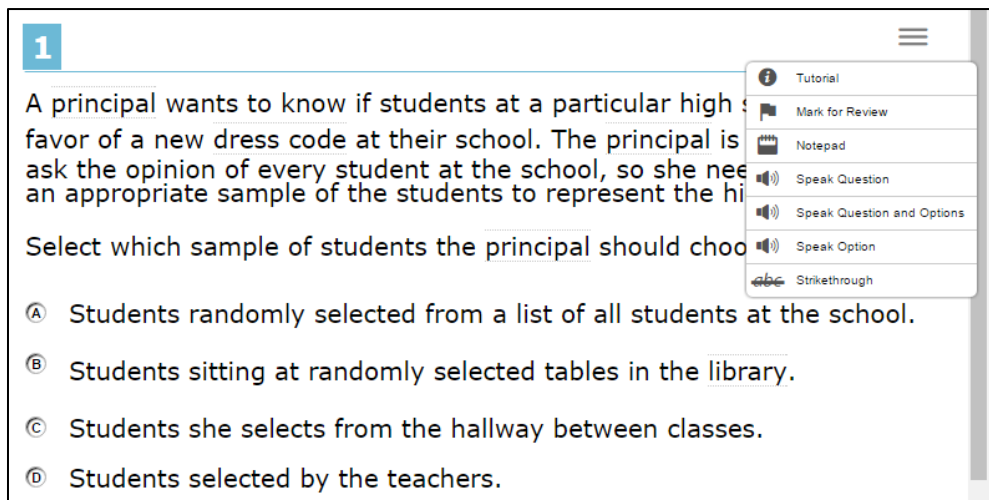 1
A principal wants to know if students at a particular high
favor of a new dress code at their school. The principal is
ask the opinion of every student at the school, so she
an appropriate sample of the students to represent the
Select which sample of students the principal should
Tutorial
Mark for Review
Notepad
Speak Question
Speak Question and Options
Speak Option
abc Strikethrough
A Students randomly selected from a list of all students at the school.
B Students sitting at randomly selected tables in the library.
C Students she selects from the hallway between classes.
D Students selected by the teachers.